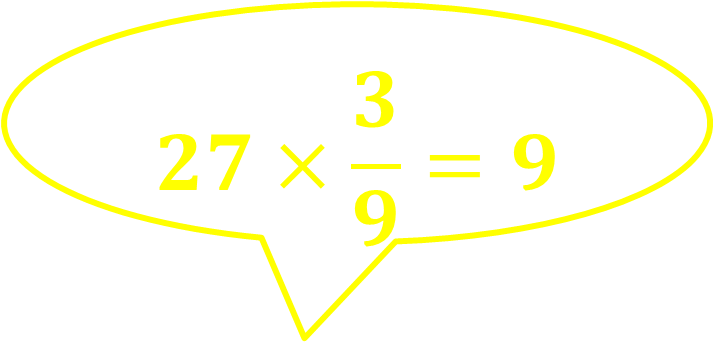 27 × 3/9 = 9